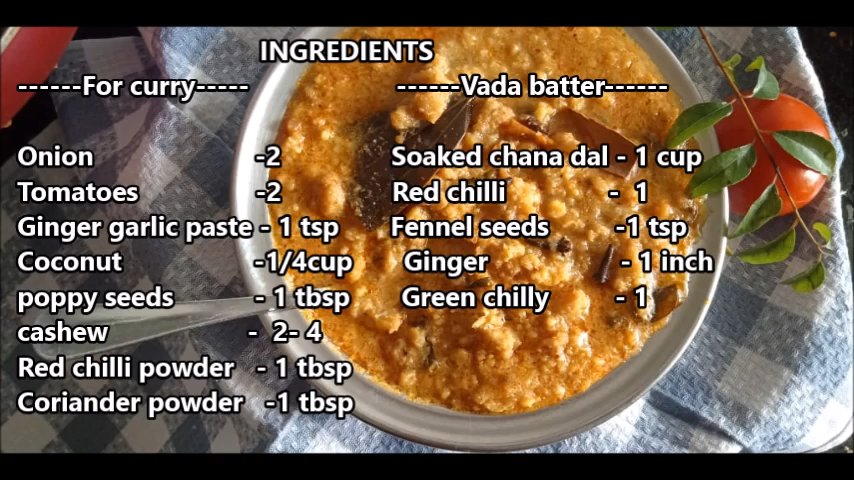 INGREDIENTS
------For curry-----
Onion -2
Tomatoes -2
Ginger garlic paste - 1 tsp
Coconut -1/4cup
poppy seeds - 1 tbsp
cashew - 2- 4
Red chilli powder - 1 tbsp
Coriander powder -1 tbsp
------Vada batter------
Soaked chana dal - 1 cup
Red chilli - 1
Fennel seeds -1 tsp
Ginger - 1 inch
Green chilly - 1